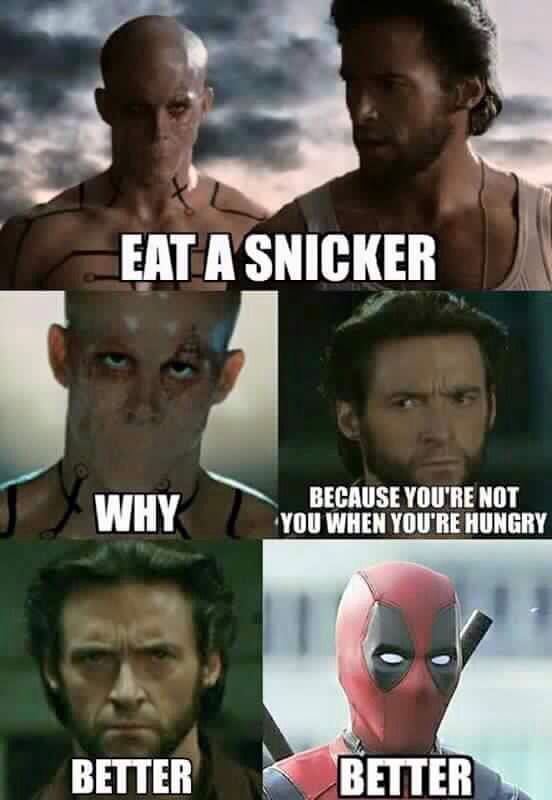 EAT A SNICKER
WHY
BECAUSE YOU'RE NOT
YOU WHEN YOU'RE HUNGRY
BETTER
BETTER